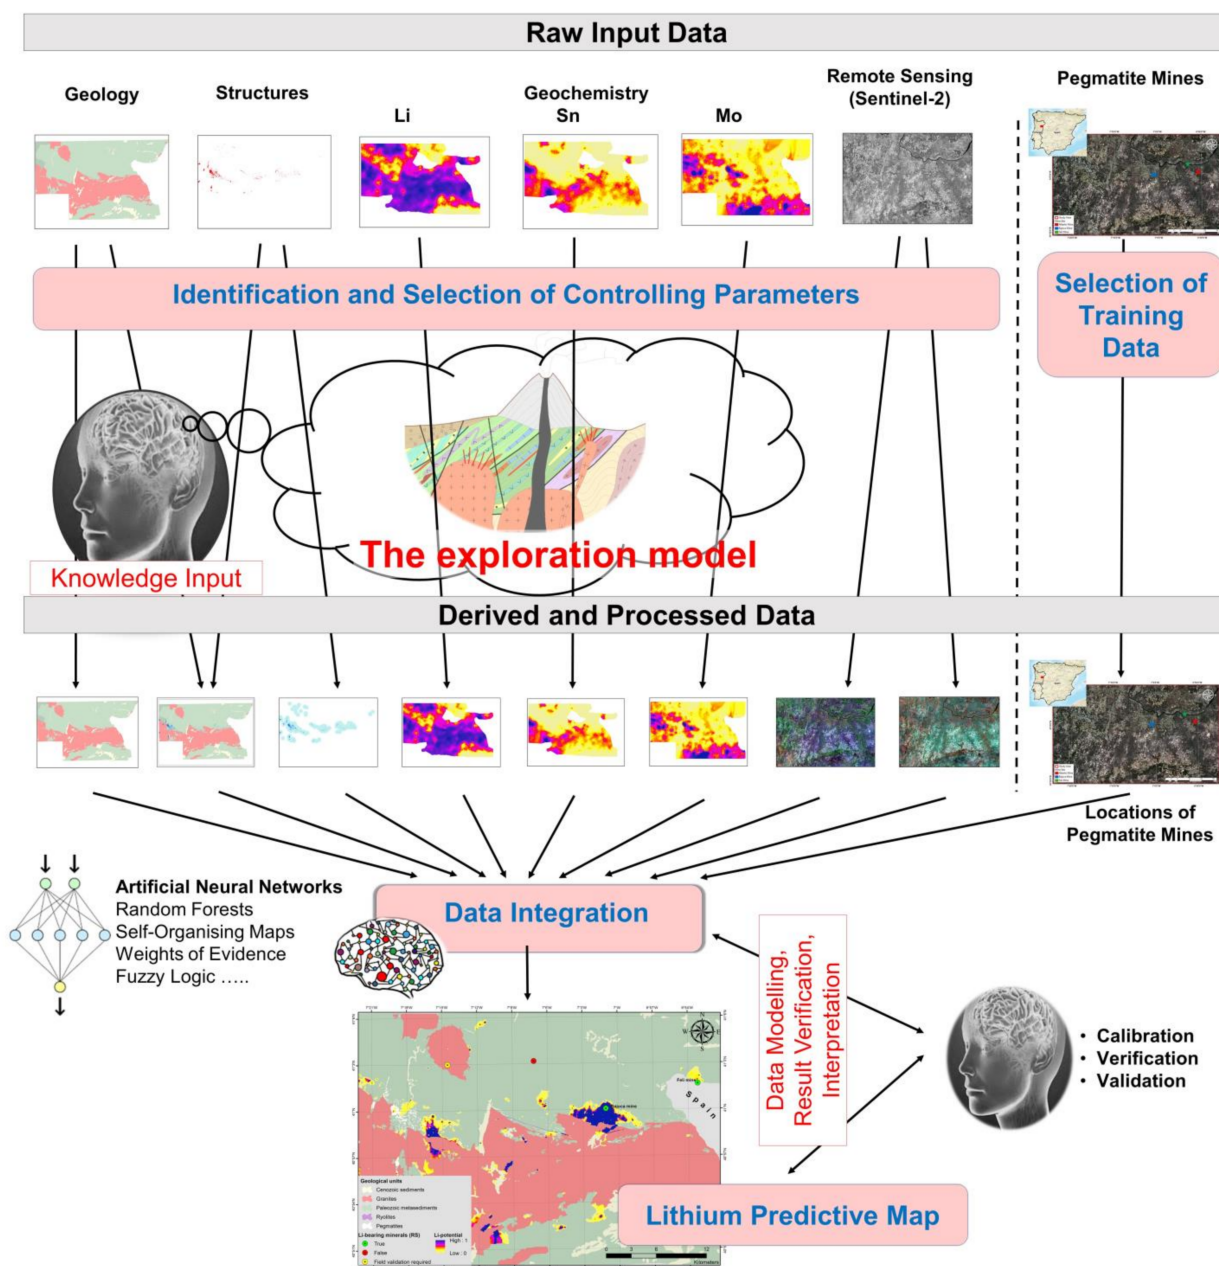 Raw Input Data
Geology
Structures
Geochemistry
Li
Sn
Mo
Remote Sensing
(Sentinel-2)
Pegmatite Mines
Identification and Selection of Controlling Parameters
Selection of
Training
Data
The exploration model
Knowledge Input
Derived and Processed Data
Locations of
Pegmatite Mines
Artificial Neural Networks
Random Forests
Self-Organising Maps
Weights of Evidence
Fuzzy Logic …..
Data Integration
Data Modelling,
Result Verification,
Interpretation
• Calibration
• Verification
• Validation
Spain
Geological units
Cenozoic sediments
Granites
Paleozoic metasediments
Ryolites
Pegmatites
Li-bearing minerals (RS)
True
False
Field validation required
Li-potential
High : 1
Low : 0
Kilometers
Lithium Predictive Map